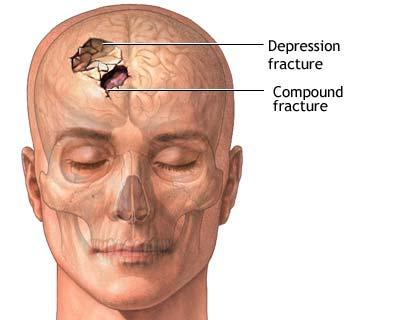 Depression
fracture
Compound
fracture